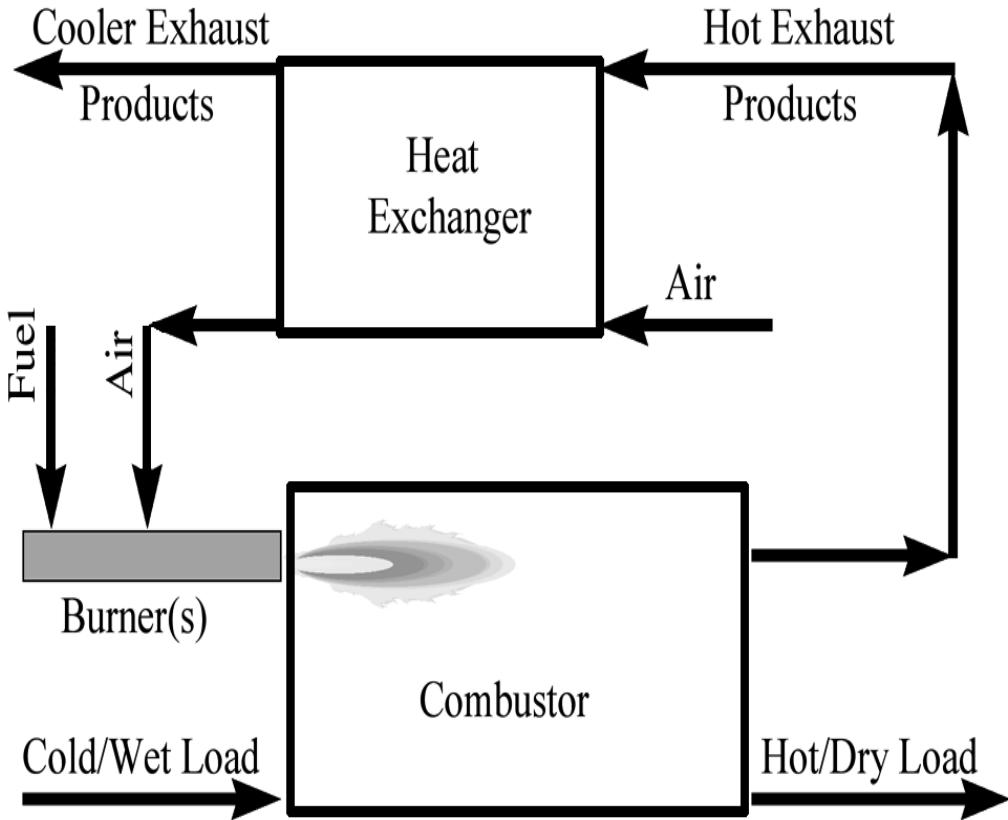 Cooler Exhaust
Products
Hot Exhaust
Products
Heat
Exchanger
Air
Fuel
Air
Burner(s)
Combustor
Cold/Wet Load
Hot/Dry Load